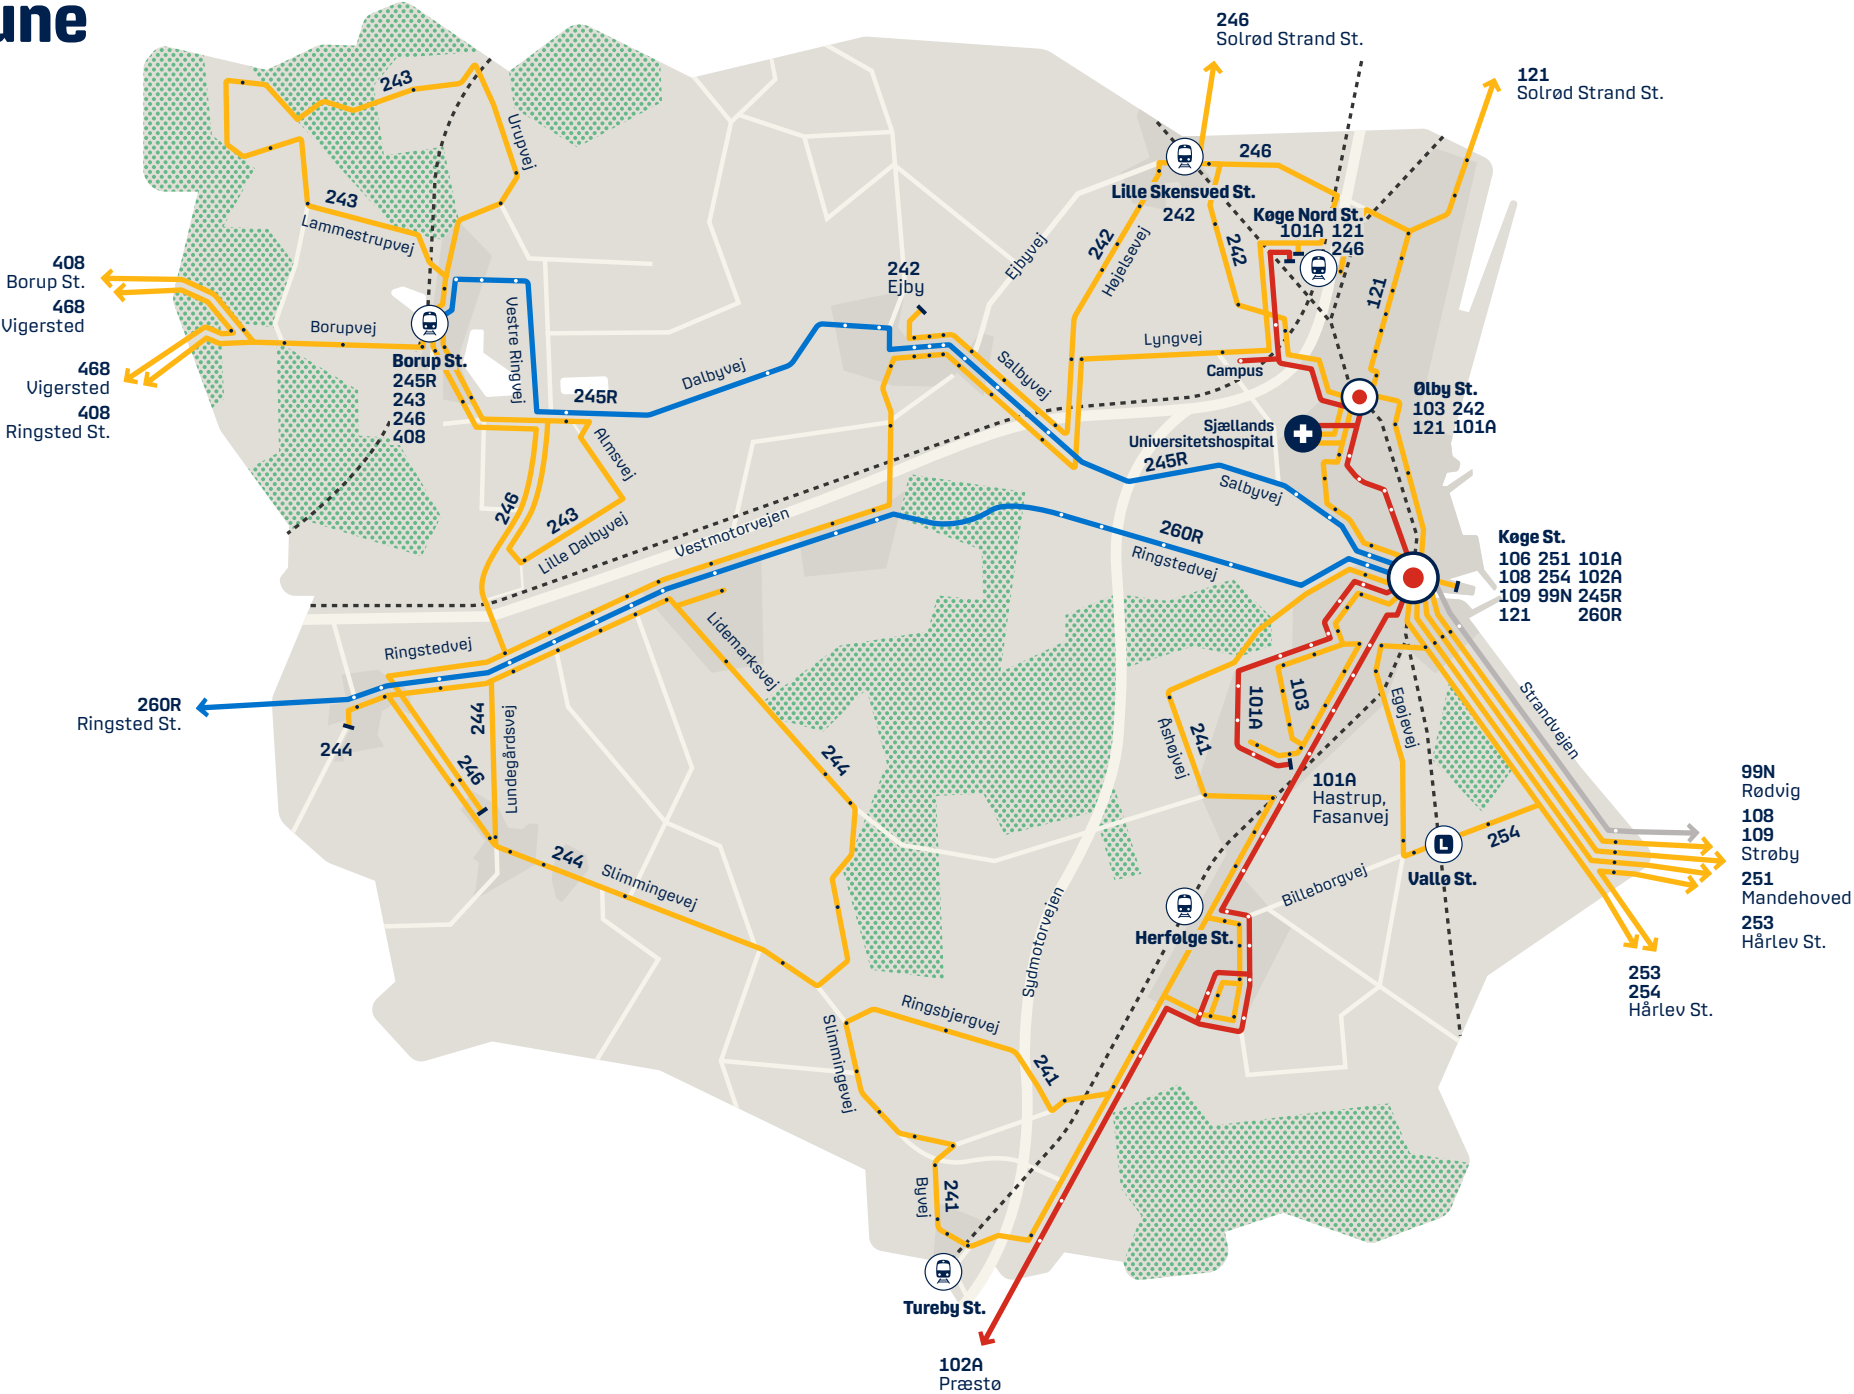 une
246
Solrød Strand St.
121
Solrød Strand St.
243
Urupvej
243
Lammestrupvej
408
Borup St.
468
Vigersted
468
Vigersted
408
Ringsted St.
Borupvej
Borup St.
245R
243
246
408
Vestre Ringvej
245R
Dalbyvej
242
Ejby
Ejbyvej
Salbyvej
Almsvej
246
243
Lille Dalbyvej
Vestmotorvejen
Lille Skensved St.
242
246
242
Højelsevej
242
Køge Nord St.
101A 121
246
121
Lyngvej
Campus
Ølby St.
103 242
121 101A
Sjællands
Universitetshospital
245R
Salbyvej
260R
Ringstedvej
Køge St.
106 251 101A
108 254 102A
109 99N 245R
121 260R
Ringstedvej
260R
Ringsted St.
244
244
Lundegårdsvej
246
Lidemarksvej
244
244
Slimmingevej
Åshøjvej
241
101A
103
Egøjevej
Strandvejen
101A
Hastrup,
Fasanvej
Vallø St.
254
Billeborgvej
Herfølge St.
Sydmotorvejen
99N
Rødvig
108
109
Strøby
251
Mandehoved
253
Hårlev St.
253
254
Hårlev St.
Ringsbjergvej
241
Slimmingevej
Byvej
241
Tureby St.
102A
Præstø